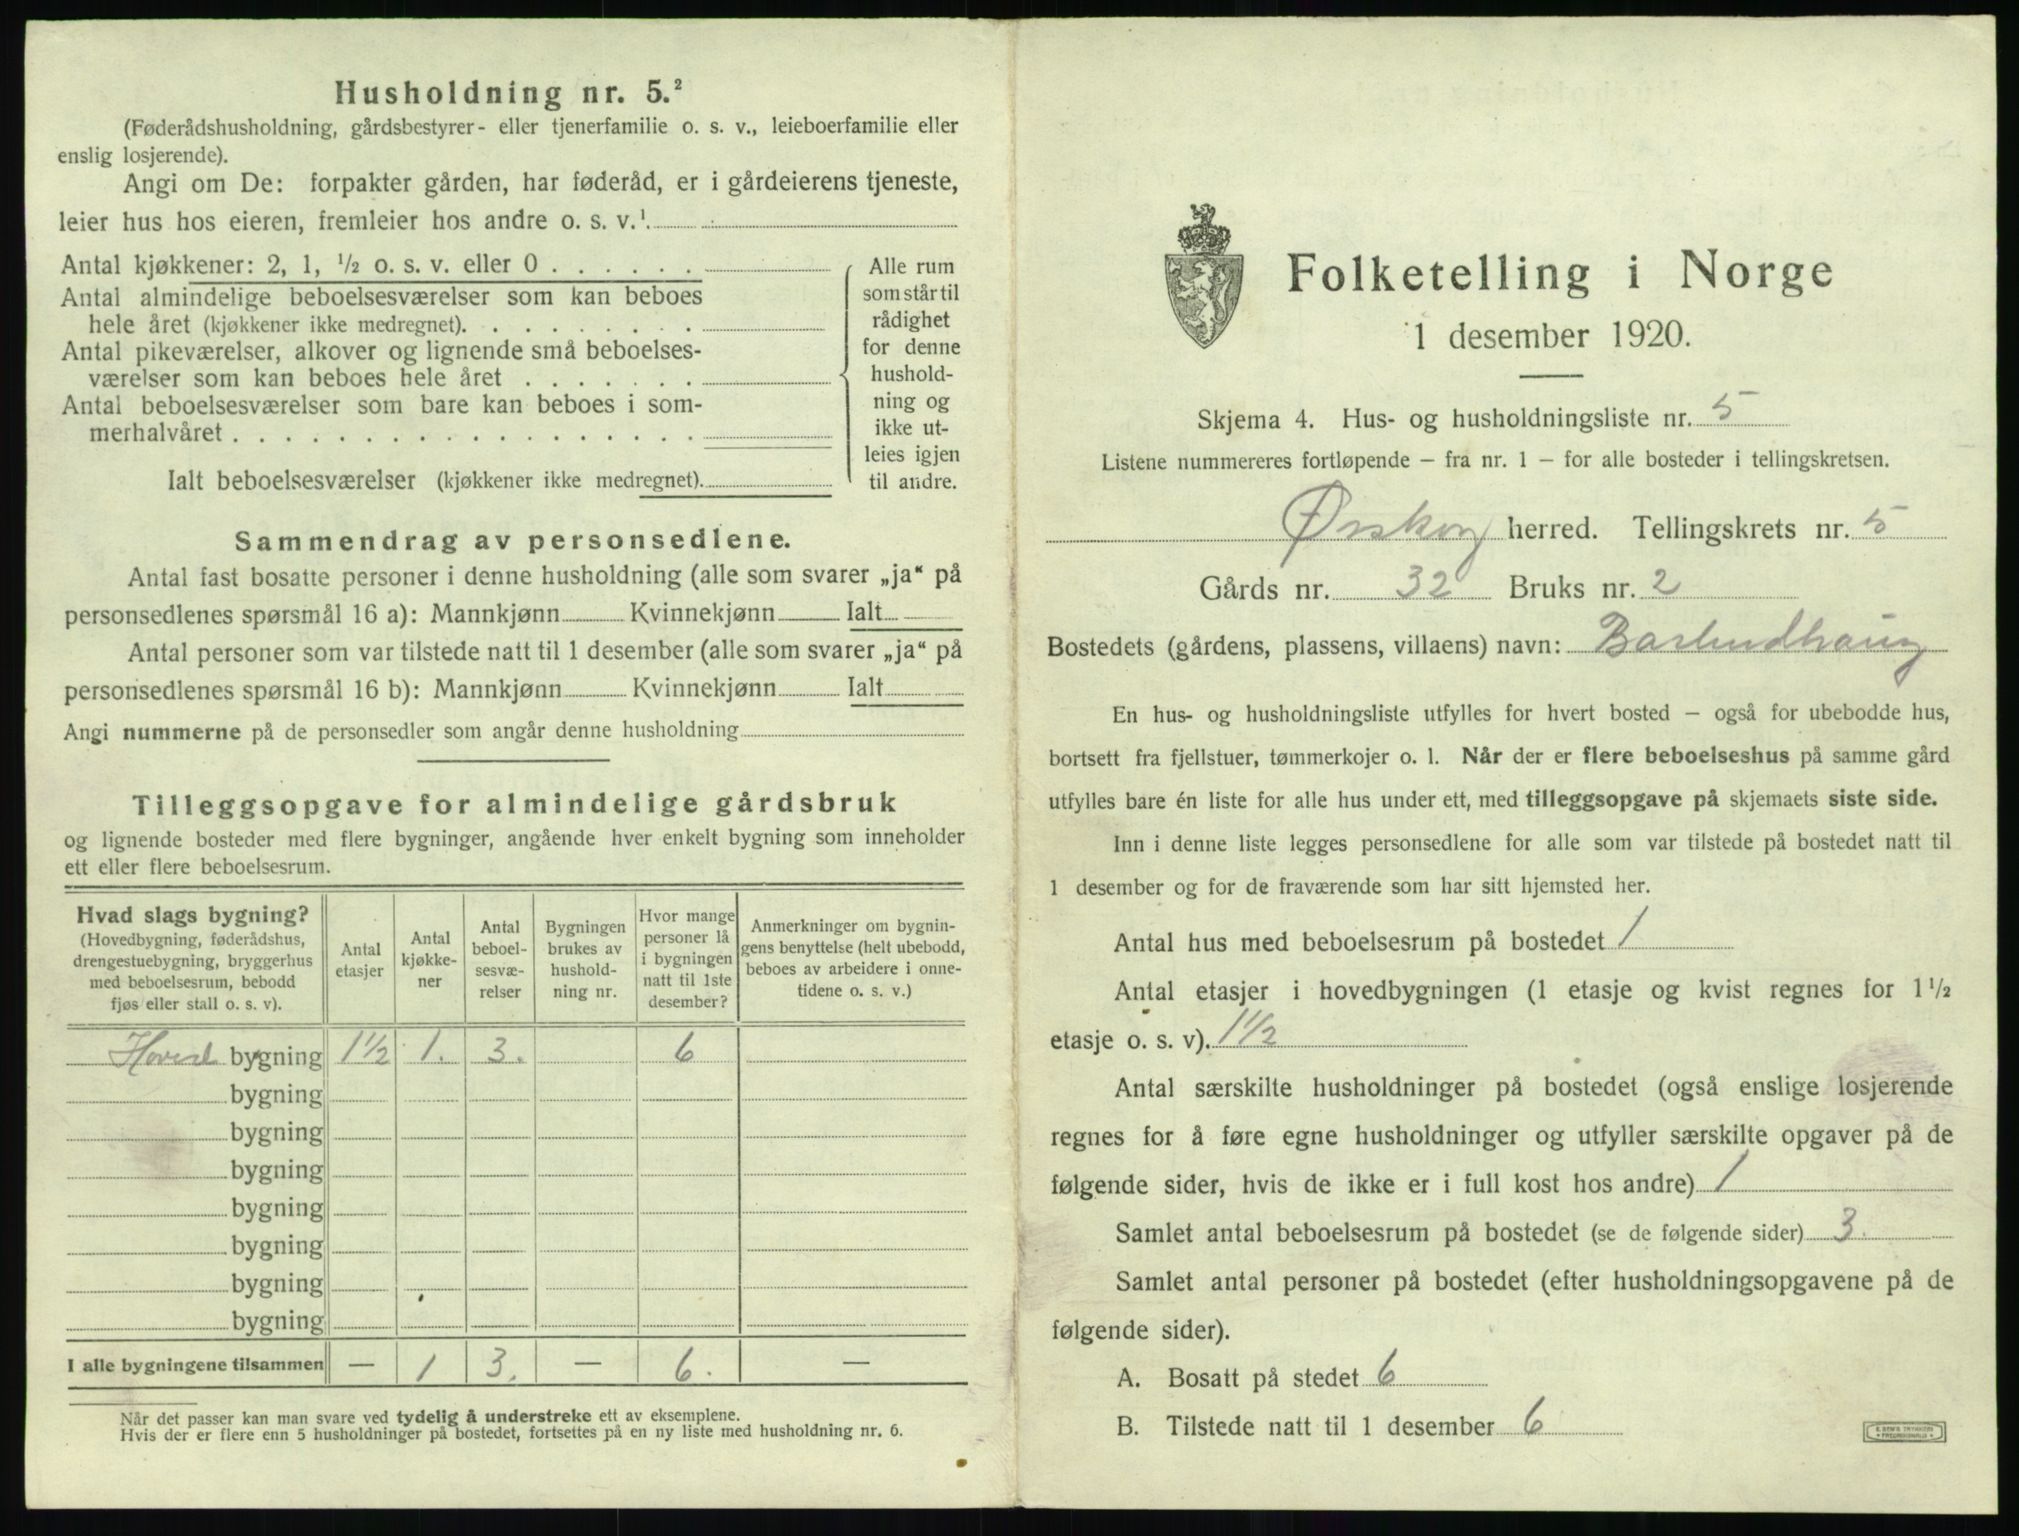 Husholdning nr. 5.²
(Føderådshusholdning, gårdsbestyrer- eller tjenerfamilie o. s. v., leieboerfamilie eller
enslig losjerende).
Angi om De: forpakter gården, har føderåd, er i gårdeierens tjeneste,
leier hus hos eieren, fremleier hos andre o. s. v.¹
Antal kjøkkener: 2, 1, ½ o. s. v. eller 0 . . . . . .
Antal almindelige beboelsesværelser som kan beboes
hele året (kjøkkener ikke medregnet). . . . . . . . .
Antal pikeværelser, alkover og lignende små beboelses-
værelser som kan beboes hele året . . . . . . .
Antal beboelsesværelser som bare kan beboes i som-
merhalvåret . . . . . . . . . . . . . . . . . .
Ialt beboelsesværelser (kjøkkener ikke medregnet).
Alle rum
som står til
rådighet
for denne
hushold-
ning og
ikke ut-
leies igjen
til andre.
Sammendrag av personsedlene.
Antal fast bosatte personer i denne husholdning (alle som svarer „ja“ på
personsedlenes spørsmål 16 a): Mannkjønn Kvinnekjønn Ialt
Antal personer som var tilstede natt til 1 desember (alle som svarer „ja“ på
personsedlenes spørsmål 16 b): Mannkjønn Kvinnekjønn Ialt
Angi nummerne på de personsedler som angår denne husholdning
Tilleggsopgave for almindelige gårdsbruk
og lignende bosteder med flere bygninger, angående hver enkelt bygning som inneholder
ett eller flere beboelsesrum.
Hvad slags bygning?
(Hovedbygning, føderådshus,
drengestuebygning, bryggerhus
med beboelsesrum, bebodd
fjøs eller stall o. s. v).
Antal
etasjer
Antal
kjøkke-
ner
Antal
beboel-
sesvæ-
relser
Bygningen
brukes av
hushold-
ning nr.
Hvor mange
personer lå
i bygningen
natt til 1ste
desember?
Anmerkninger om bygnin-
gens benyttelse (helt ubebodd,
beboes av arbeidere i onne-
tidene o. s. v.)
Hoved bygning 1½ 1. 3. 6
bygning
bygning
bygning
bygning
bygning
bygning
bygning
I alle bygningene tilsammen — 1 3. — 6. —
Når det passer kan man svare ved tydelig å understreke ett av eksemplene.
Hvis der er flere enn 5 husholdninger på bostedet, fortsettes på en ny liste med husholdning nr. 6.
Folketelling i Norge
1 desember 1920.
Skjema 4. Hus- og husholdningsliste nr. 5
Listene nummereres fortløpende – fra nr. 1 – for alle bosteder i tellingskretsen.
Ørskog herred. Tellingskrets nr. 5
Gårds nr. 32 Bruks nr. 2
Bostedets (gårdens, plassens, villaens) navn: Barlindhaug
En hus- og husholdningsliste utfylles for hvert bosted – også for ubebodde hus,
bortsett fra fjellstuer, tømmerkojer o. l. Når der er flere beboelseshus på samme gård
utfylles bare én liste for alle hus under ett, med tilleggsopgave på skjemaets siste side.
Inn i denne liste legges personsedlene for alle som var tilstede på bostedet natt til
1 desember og for de fraværende som har sitt hjemsted her.
Antal hus med beboelsesrum på bostedet 1
Antal etasjer i hovedbygningen (1 etasje og kvist regnes for 1½
etasje o. s. v). 1½
Antal særskilte husholdninger på bostedet (også enslige losjerende
regnes for å føre egne husholdninger og utfyller særskilte opgaver på de
følgende sider, hvis de ikke er i full kost hos andre) 1
Samlet antal beboelsesrum på bostedet (se de følgende sider) 3.
Samlet antal personer på bostedet (efter husholdningsopgavene på de
følgende sider).
A. Bosatt på stedet 6
B. Tilstede natt til 1 desember 6